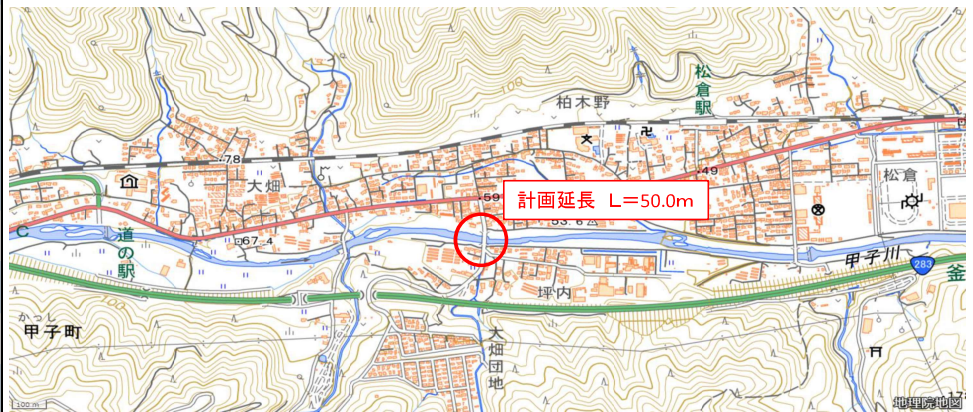 柏木野
松倉駅
・78
大畑
・49
松倉
・59
計画延長 L=50.0m
53.6
C
道の駅
67.4
甲子川
283
釜
坪内
かっし
甲子町
大畑団地
100
100 m
地理院地図